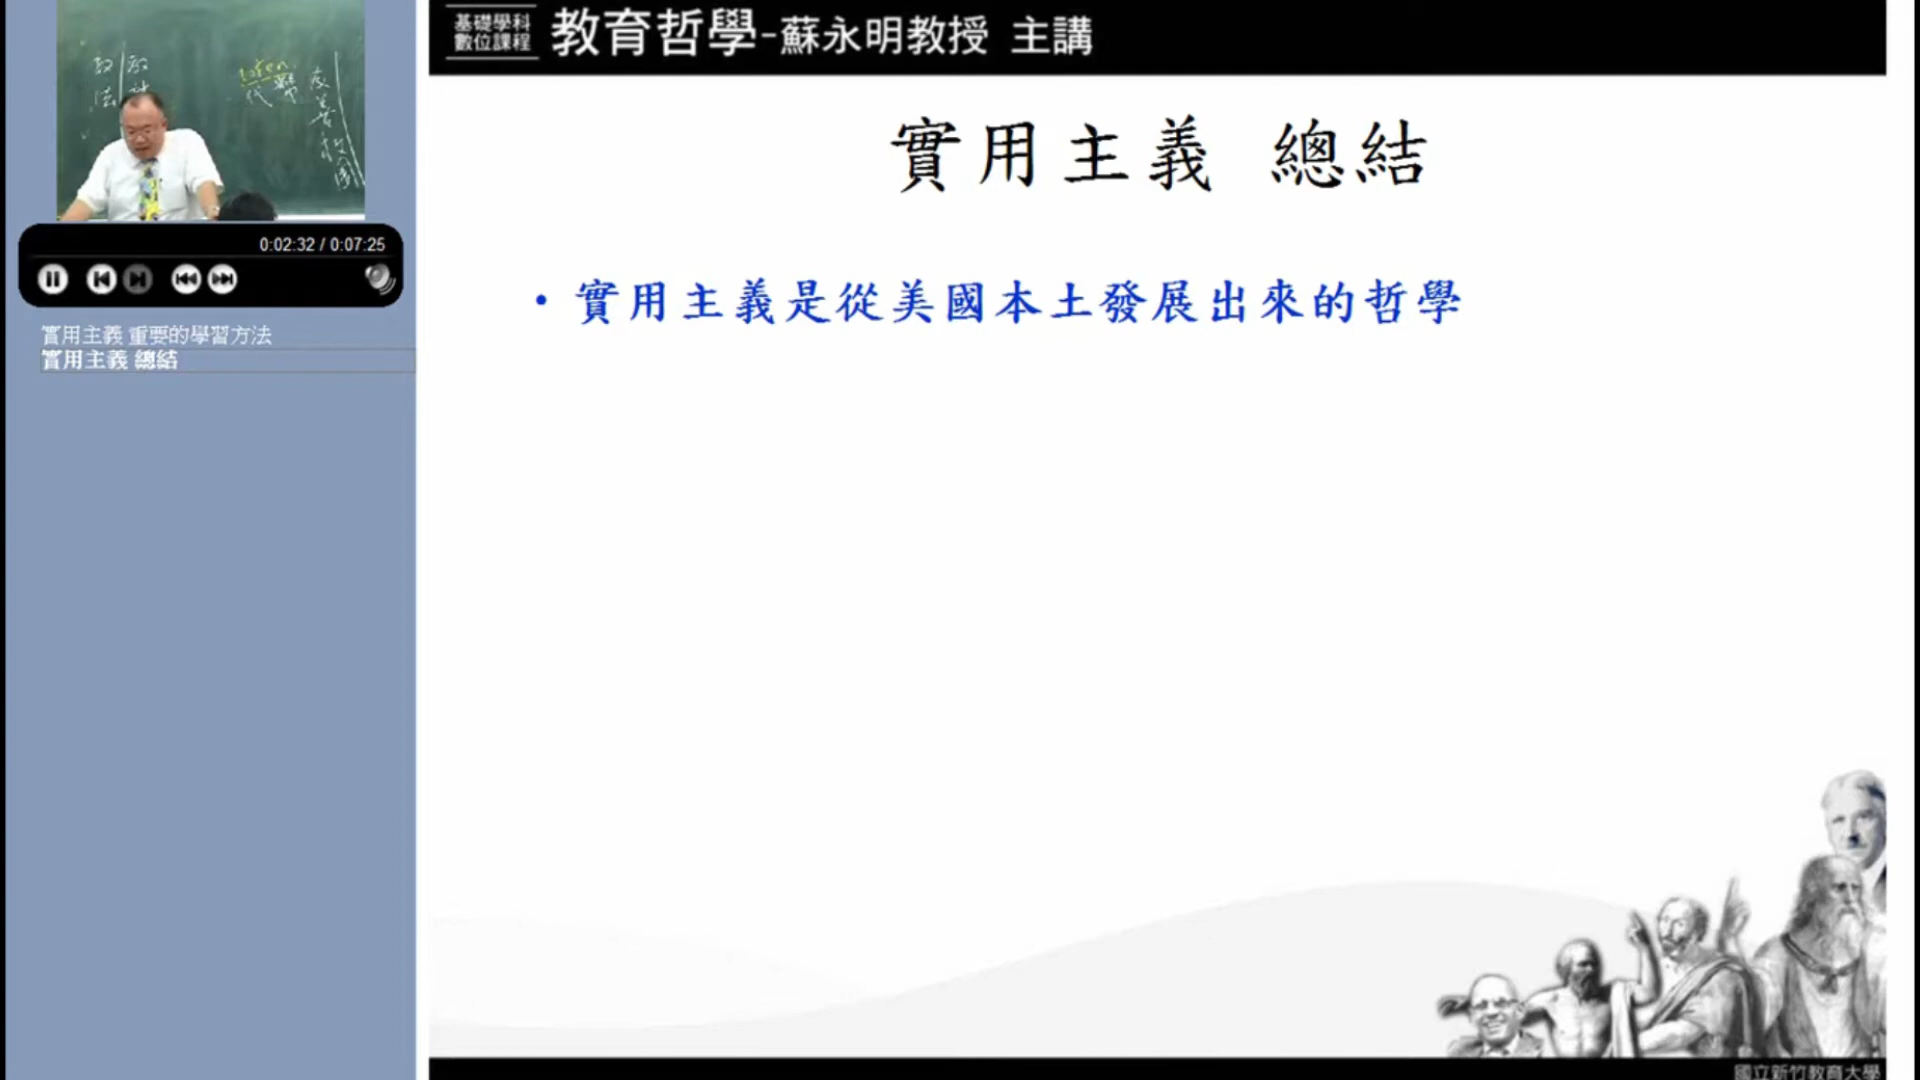 基礎學科
數位課程
教育哲學-蘇永明教授 主講
token
代幣
0:02:32 / 0:07:25
實用主義 重要的學習方法
實用主義 總結
實用主義 總結
• 實用主義是從美國本土發展出來的哲學
國立新竹教育大學